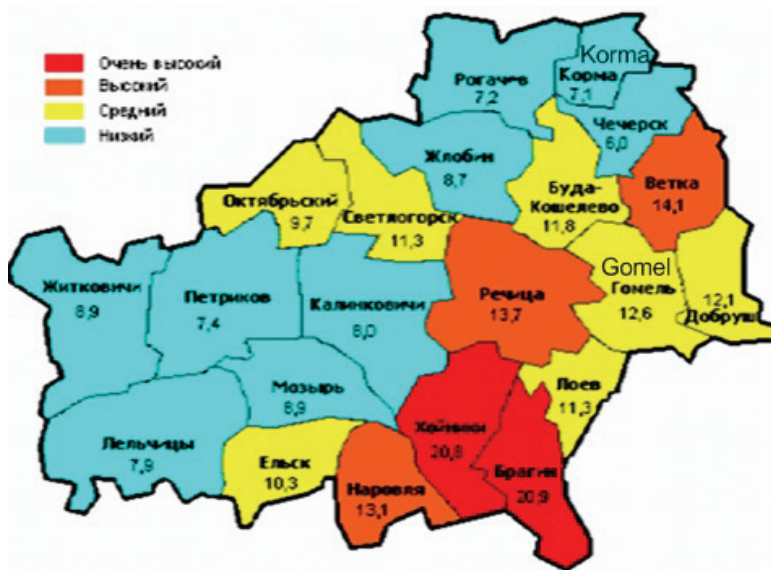 Очень высокий
Высокий
Средний
Низкий
Рогачев
7,2
Korma
Корма
7,1
Чечерск
6,0
Жлобин
8,7
Октябрьский
9,7
Светлогорск
11,3
Буда-
Кошелево
11,8
Ветка
14,1
Житковичи
8,9
Петриков
7,4
Калинковичи
8,0
Речица
13,7
Gomel
Гомель
12,6
12,1
Добруш
Мозырь
8,9
Лоев
11,3
Лельчицы
7,9
Ельск
10,3
Наровля
13,1
Хойники
20,8
Брагин
20,9